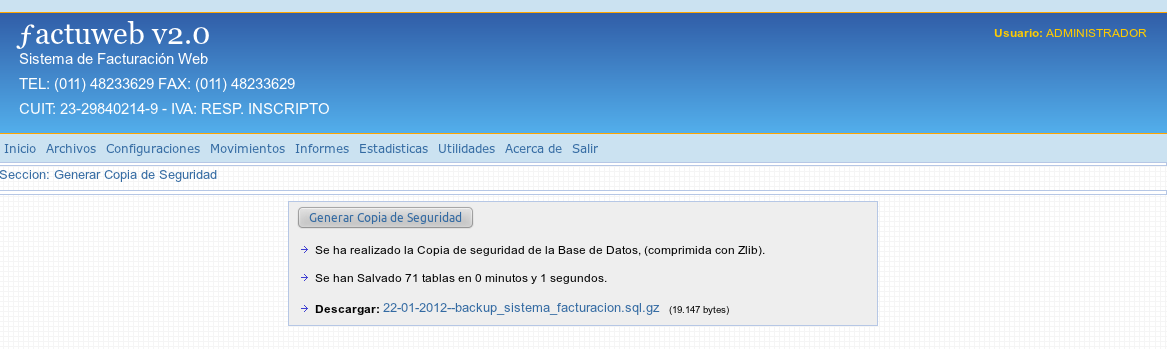 factuweb v2.0
Usuario: ADMINISTRADOR
Sistema de Facturación Web
TEL: (011) 48233629 FAX: (011) 48233629
CUIT: 23-29840214-9 - IVA: RESP. INSCRIPTO
Inicio Archivos Configuraciones Movimientos Informes Estadisticas Utilidades Acerca de Salir
Seccion: Generar Copia de Seguridad
Generar Copia de Seguridad
Se ha realizado la Copia de seguridad de la Base de Datos, (comprimida con Zlib).
Se han Salvado 71 tablas en 0 minutos y 1 segundos.
Descargar: 22-01-2012--backup_sistema_facturacion.sql.gz (19.147 bytes)